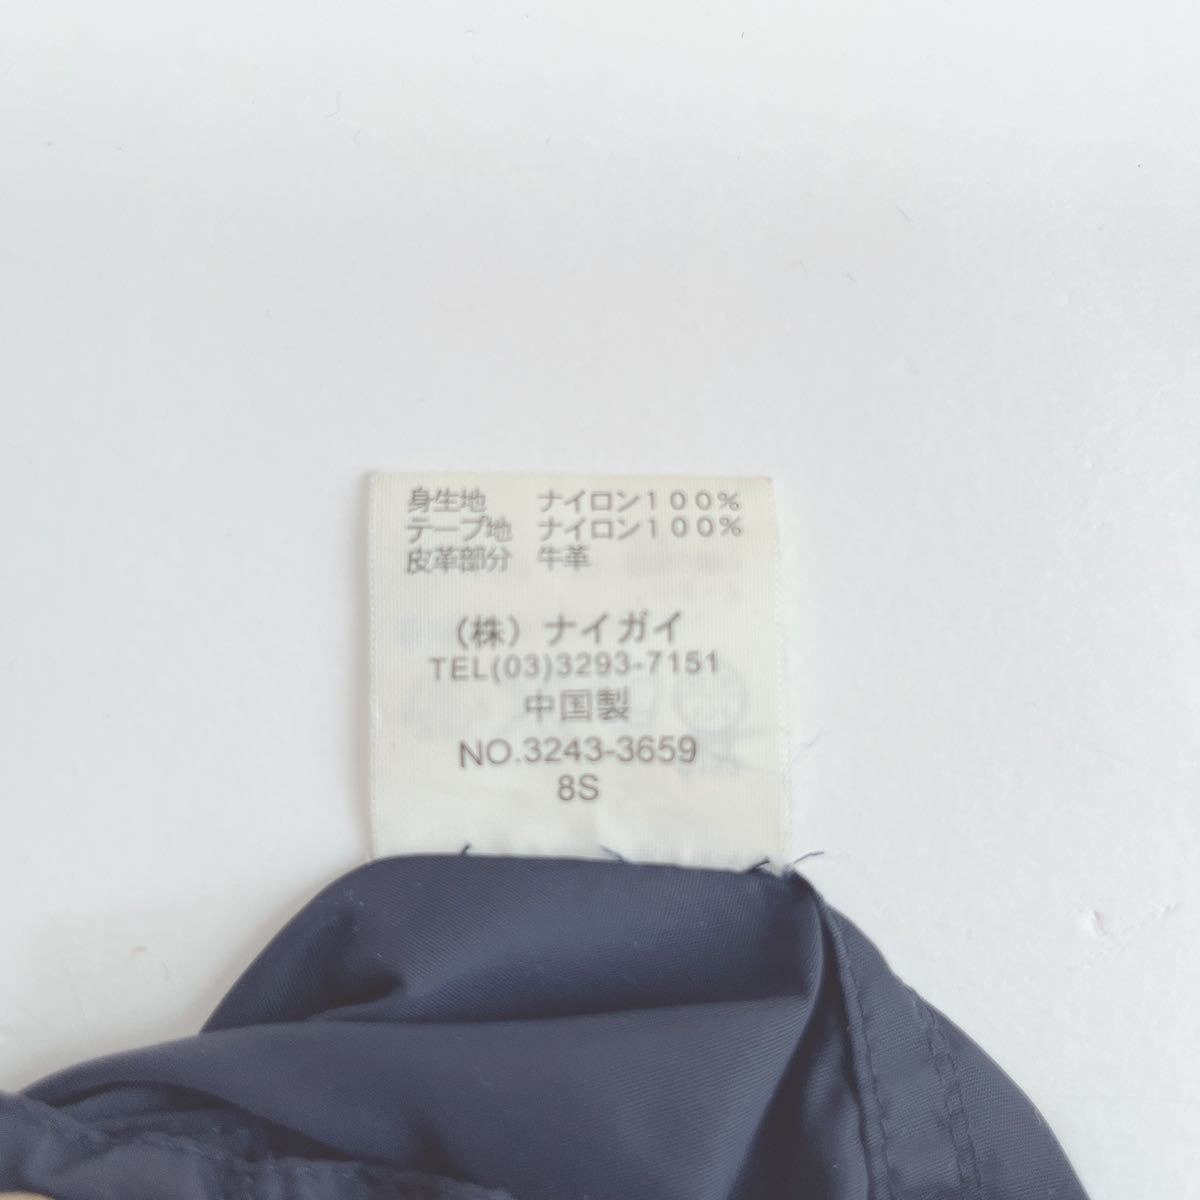 身生地 ナイロン１００％
テープ地 ナイロン１００％
皮革部分 牛革
（株）ナイガイ
TEL(03)3293-7151
中国製
NO.3243-3659
8S